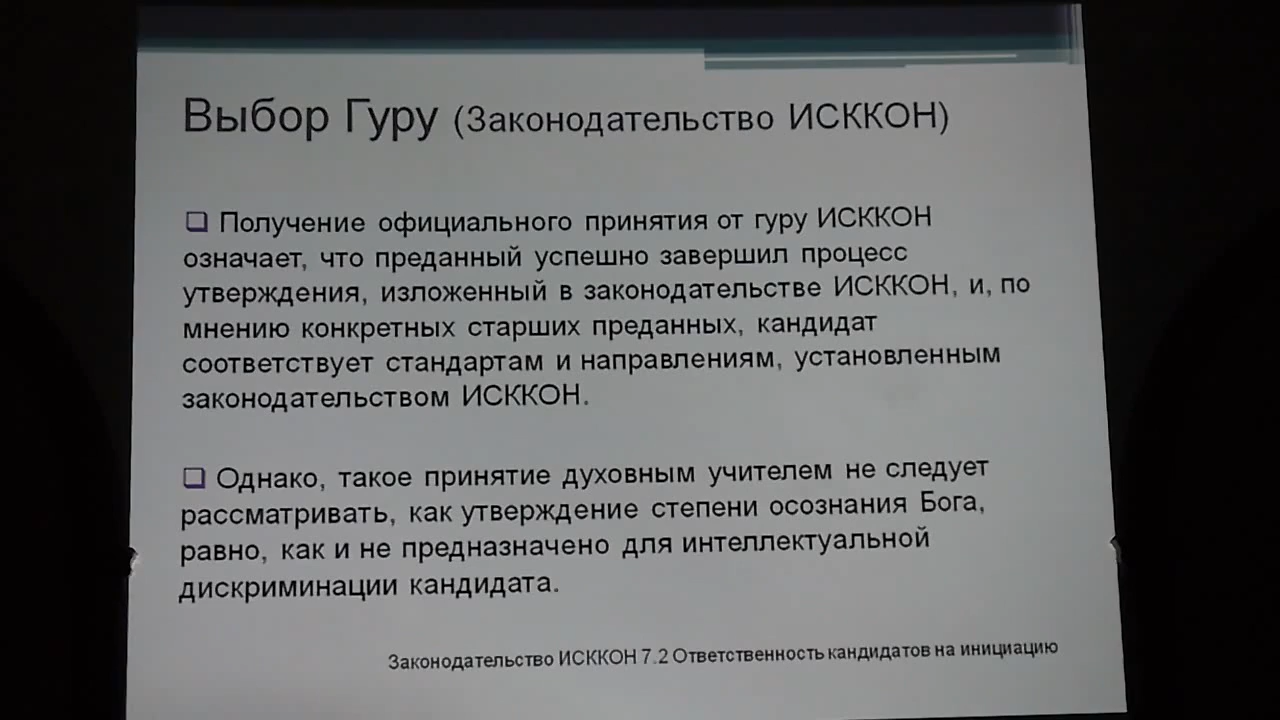 Выбор Гуру (Законодательство ИСККОН)
Получение официального принятия от гуру ИСККОН
означает, что преданный успешно завершил процесс
утверждения, изложенный в законодательстве ИСККОН, и, по
мнению конкретных старших преданных, кандидат
соответствует стандартам и направлениям, установленным
законодательством ИСККОН.
Однако, такое принятие духовным учителем не следует
рассматривать, как утверждение степени осознания Бога,
равно, как и не предназначено для интеллектуальной
дискриминации кандидата.
Законодательство ИСККОН 7.2 Ответственность кандидатов на инициацию